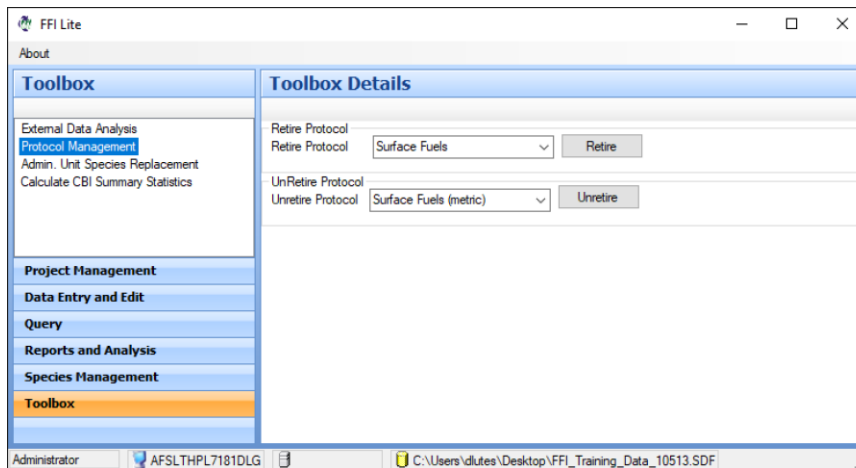 FFI Lite
About
Toolbox
External Data Analysis
Protocol Management
Admin. Unit Species Replacement
Calculate CBI Summary Statistics
Project Management
Data Entry and Edit
Query
Reports and Analysis
Species Management
Toolbox
Toolbox Details
Retire Protocol
Retire Protocol Surface Fuels Retire
UnRetire Protocol
Unretire Protocol Surface Fuels (metric) Unretire
Administrator AFSLTHPL7181DLG C:\Users\dlutes\Desktop\FFI_Training_Data_10513.SDF